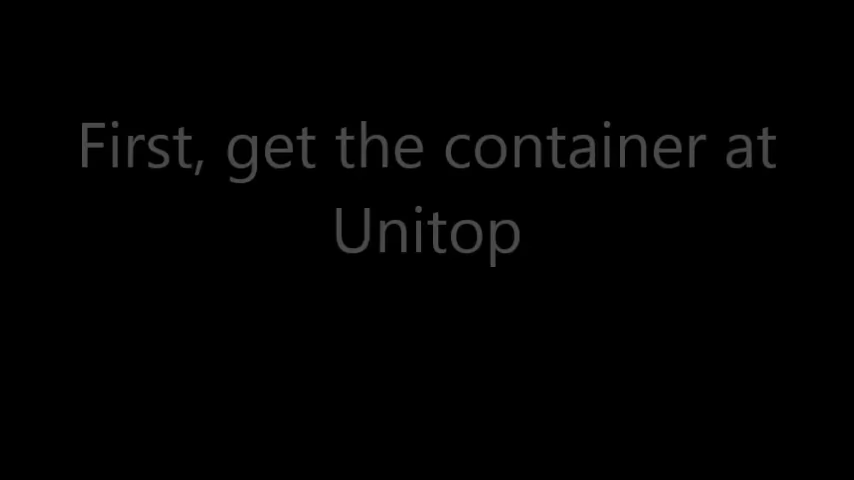 First, get the container at
Unitop